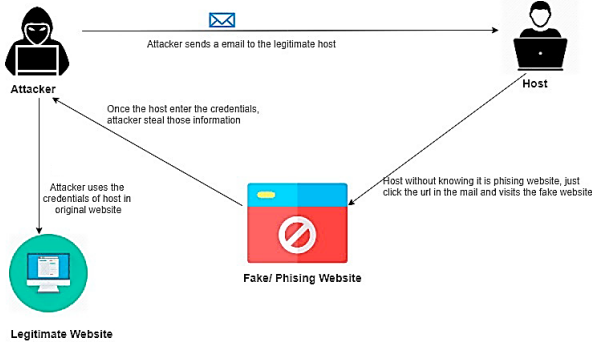 Attacker sends a email to the legitimate host
Attacker
Host
Once the host enter the credentials,
attacker steal those information
Host without knowing it is phising website, just
click the url in the mail and visits the fake website
Attacker uses the
credentials of host in
original website
Fake/ Phising Website
Legitimate Website